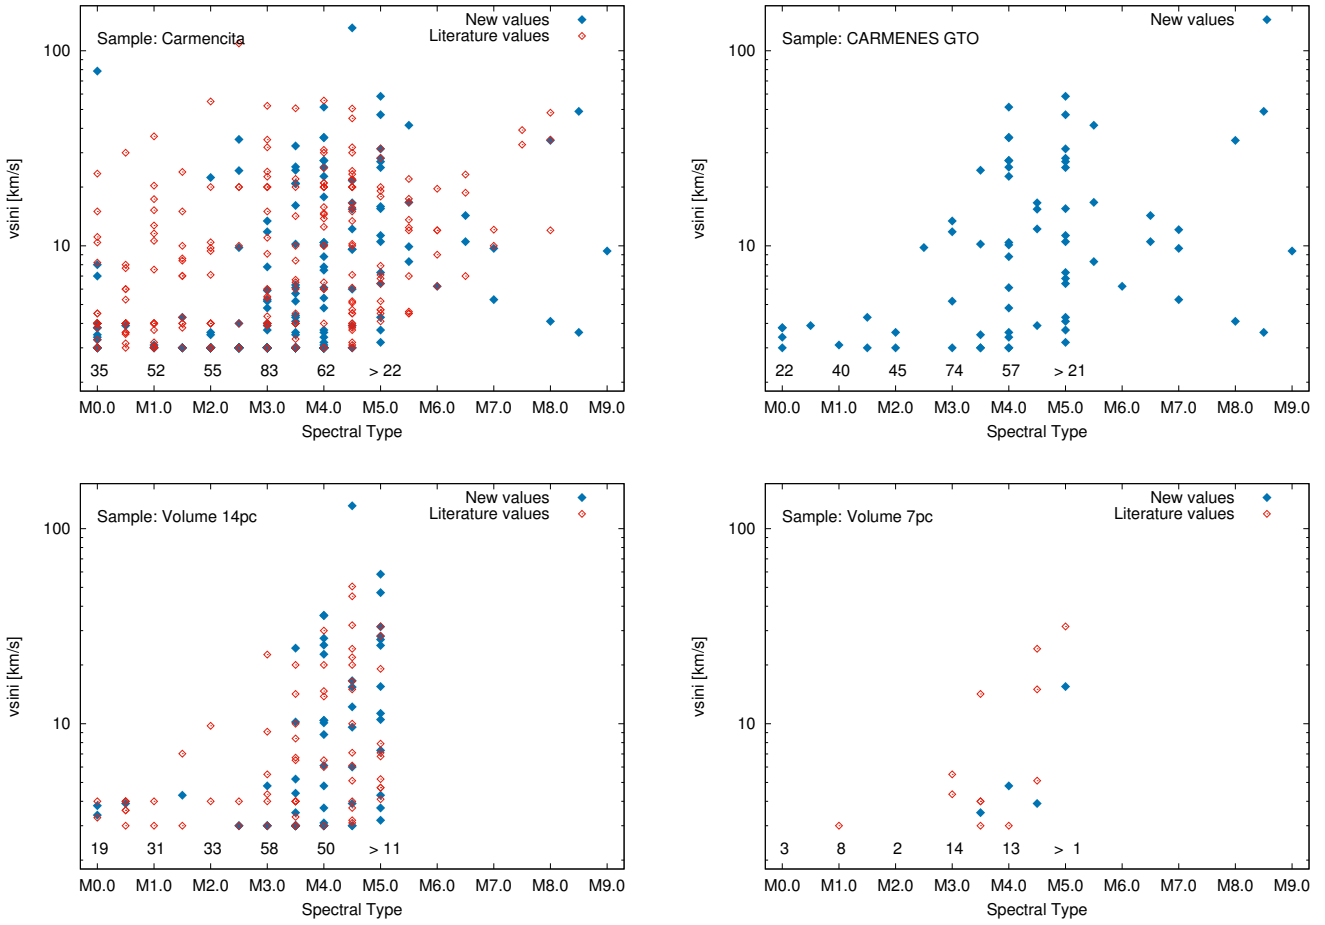 New values
Literature values
Sample: Carmencita
100
10
vsini [km/s]
35 52 55 83 62 > 22
M0.0 M1.0 M2.0 M3.0 M4.0 M5.0 M6.0 M7.0 M8.0 M9.0
Spectral Type
New values
Sample: CARMENES GTO
100
10
vsini [km/s]
22 40 45 74 57 > 21
M0.0 M1.0 M2.0 M3.0 M4.0 M5.0 M6.0 M7.0 M8.0 M9.0
Spectral Type
New values
Literature values
Sample: Volume 14pc
100
10
vsini [km/s]
19 31 33 58 50 > 11
M0.0 M1.0 M2.0 M3.0 M4.0 M5.0 M6.0 M7.0 M8.0 M9.0
Spectral Type
New values
Literature values
Sample: Volume 7pc
100
10
vsini [km/s]
3 8 2 14 13 > 1
M0.0 M1.0 M2.0 M3.0 M4.0 M5.0 M6.0 M7.0 M8.0 M9.0
Spectral Type